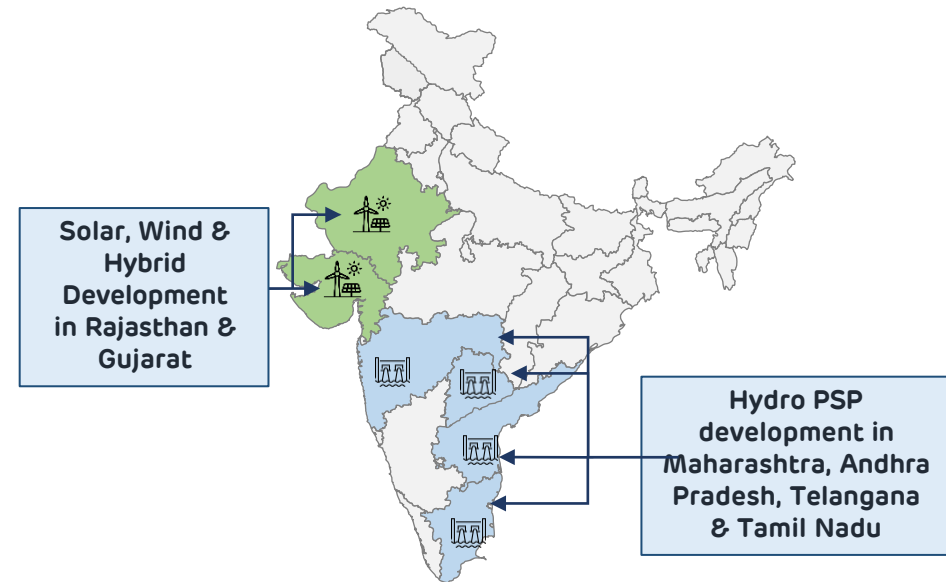 Solar, Wind &
Hybrid
Development
in Rajasthan &
Gujarat
Hydro PSP
development in
Maharashtra, Andhra
Pradesh, Telangana
& Tamil Nadu